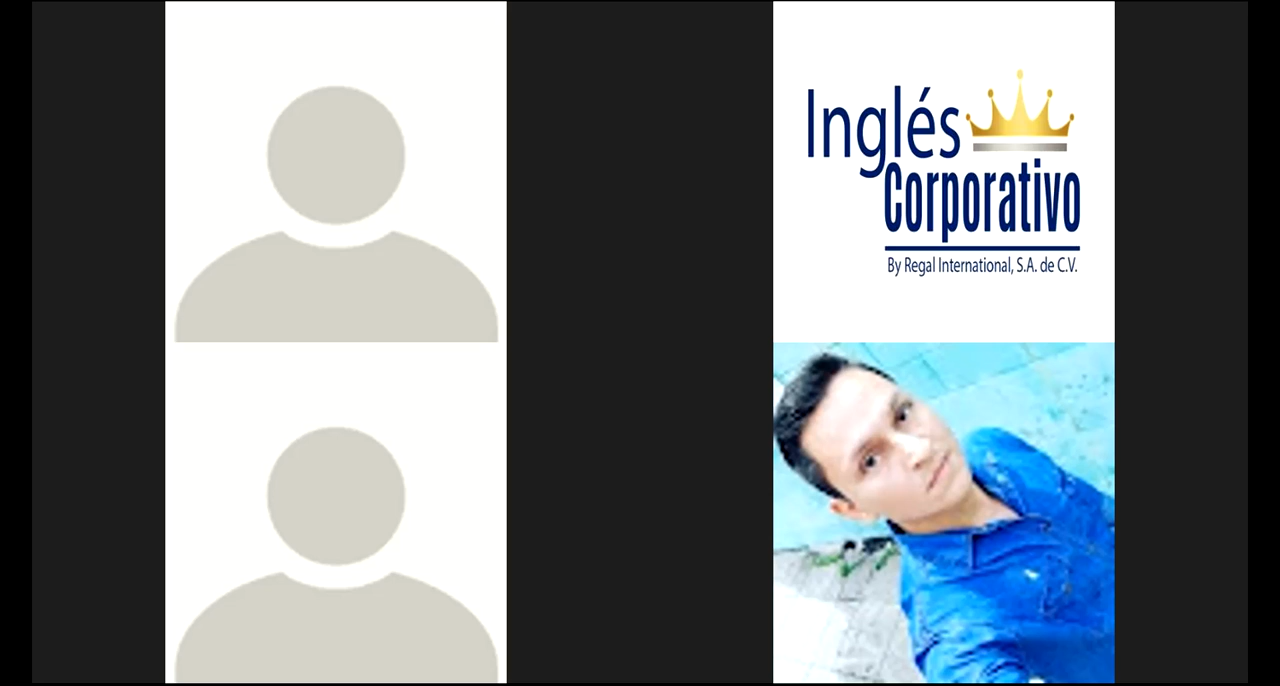 Inglés
Corporativo
By Regal International, S.A. de C.V.